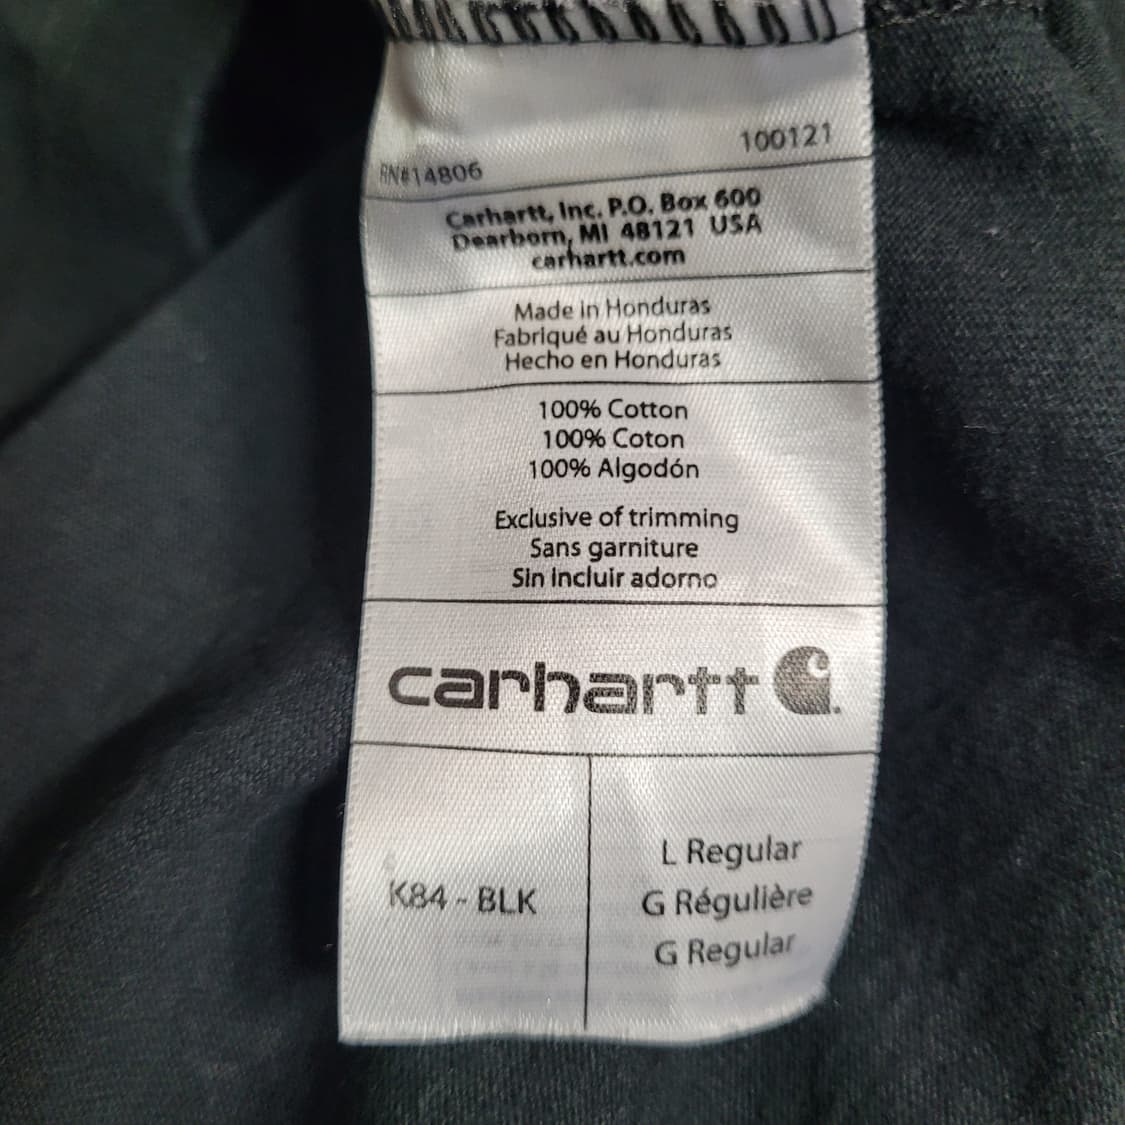 100121
RN#14806
Carhartt, Inc. P.O. Box 600
Dearborn, MI 48121 USA
carhartt.com
Made in Honduras
Fabriqué au Honduras
Hecho en Honduras
100% Cotton
100% Coton
100% Algodón
Exclusive of trimming
Sans garniture
Sin incluir adorno
carhartt
K84 - BLK
L Regular
G Régulière
G Regular